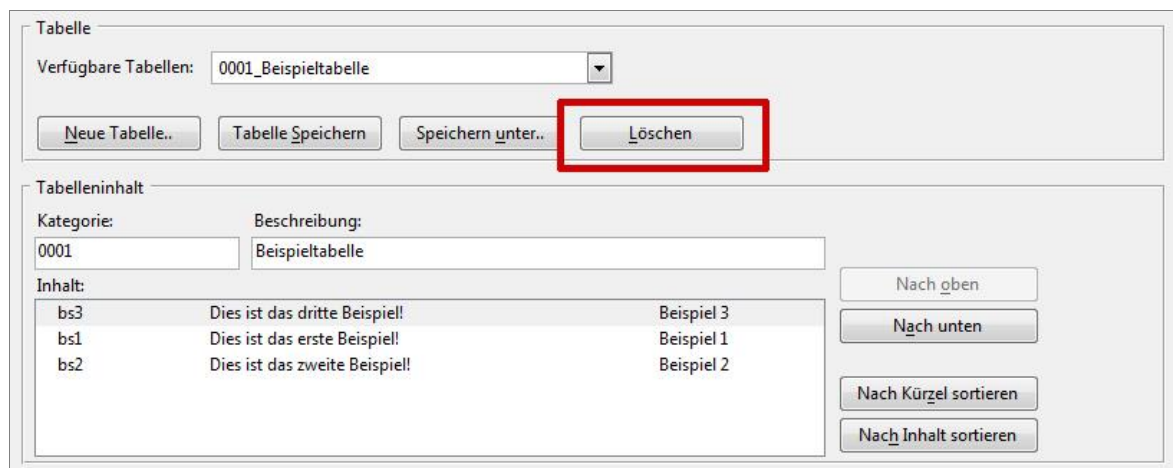 Tabelle
Verfügbare Tabellen: 0001_Beispieltabelle
Neue Tabelle.. Tabelle Speichern Speichern unter.. Löschen
Tabelleninhalt
Kategorie: Beschreibung:
0001 Beispieltabelle
Inhalt:
Nach oben
bs3 Dies ist das dritte Beispiel! Beispiel 3
Nach unten
bs1 Dies ist das erste Beispiel! Beispiel 1
bs2 Dies ist das zweite Beispiel! Beispiel 2
Nach Kürzel sortieren
Nach Inhalt sortieren